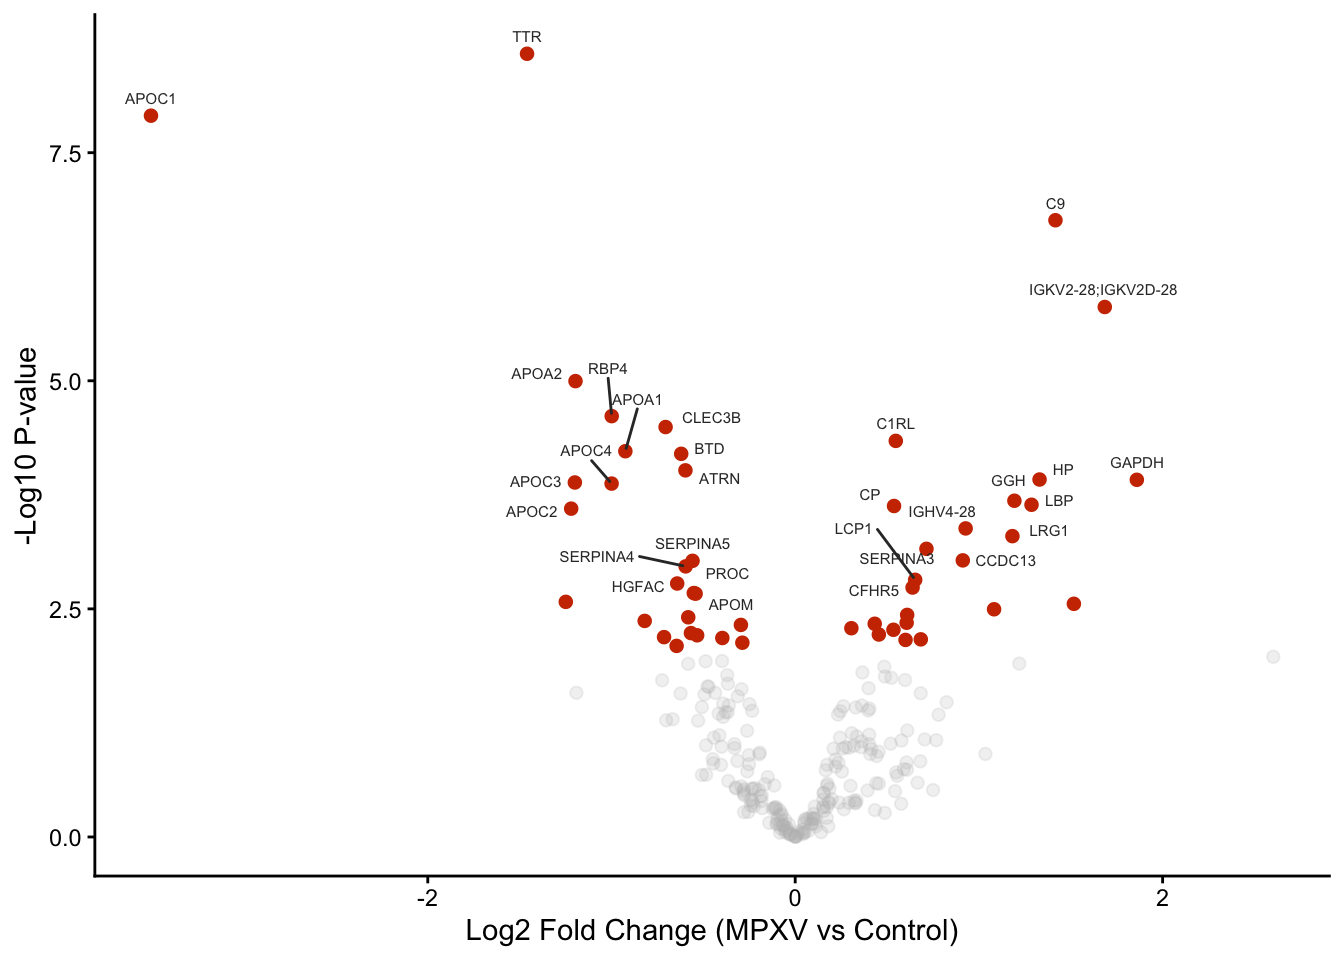 TTR
APOC1
7.5
C9
IGKV2-28;IGKV2D-28
APOA2
RBP4
5.0
APOA1
CLEC3B
C1RL
BTD
APOC4
HP
GAPDH
ATRN
APOC3
GGH
CP
LBP
APOC2
IGHV4-28
LCP1
LRG1
SERPINA5
SERPINA4
SERPINA3
CCDC13
PROC
HGFAC
CFHR5
APOM
2.5
0.0
-Log10 P-value
-2
0
2
Log2 Fold Change (MPXV vs Control)